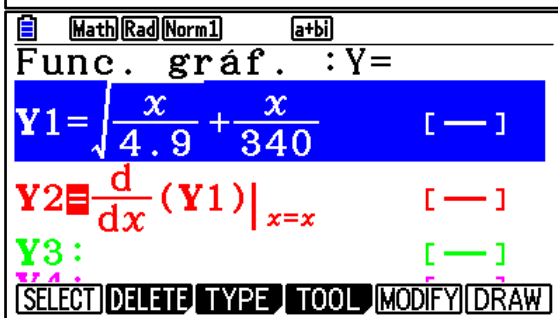 Math Rad Norm1 a+bi
Func. gráf. :Y=
Y1=√(x/4.9)+x/340 [—]
Y2=d/dx(Y1)|x=x [—]
Y3: [—]
Y4:
SELECT DELETE TYPE TOOL MODIFY DRAW